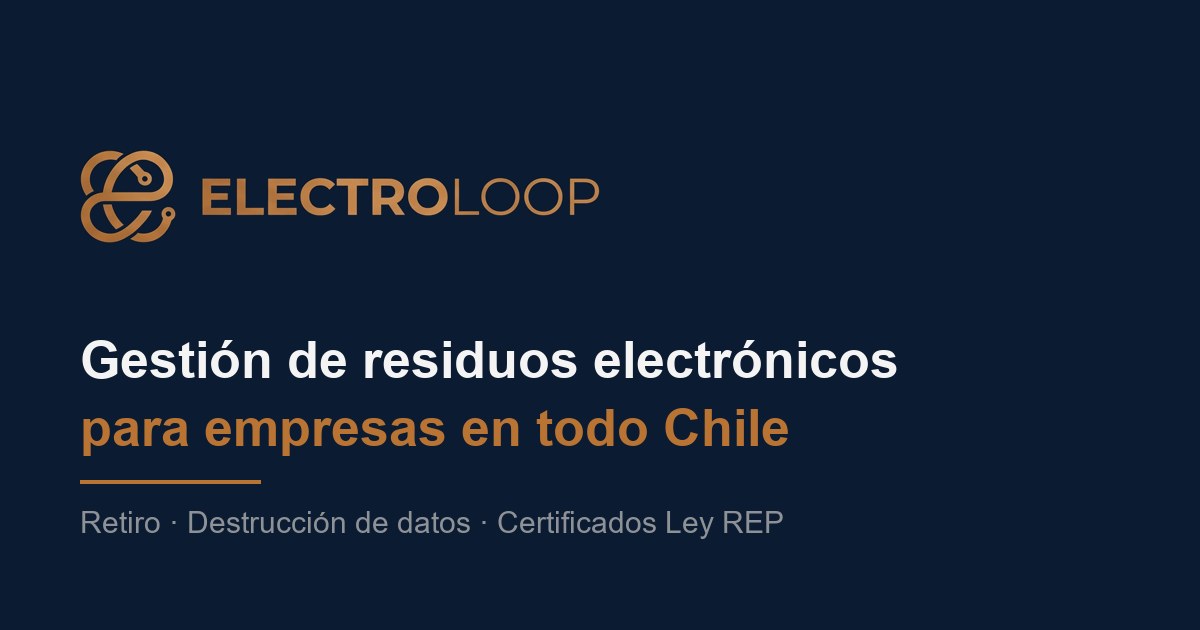 ELECTROLOOP
Gestión de residuos electrónicos
para empresas en todo Chile
Retiro · Destrucción de datos · Certificados Ley REP